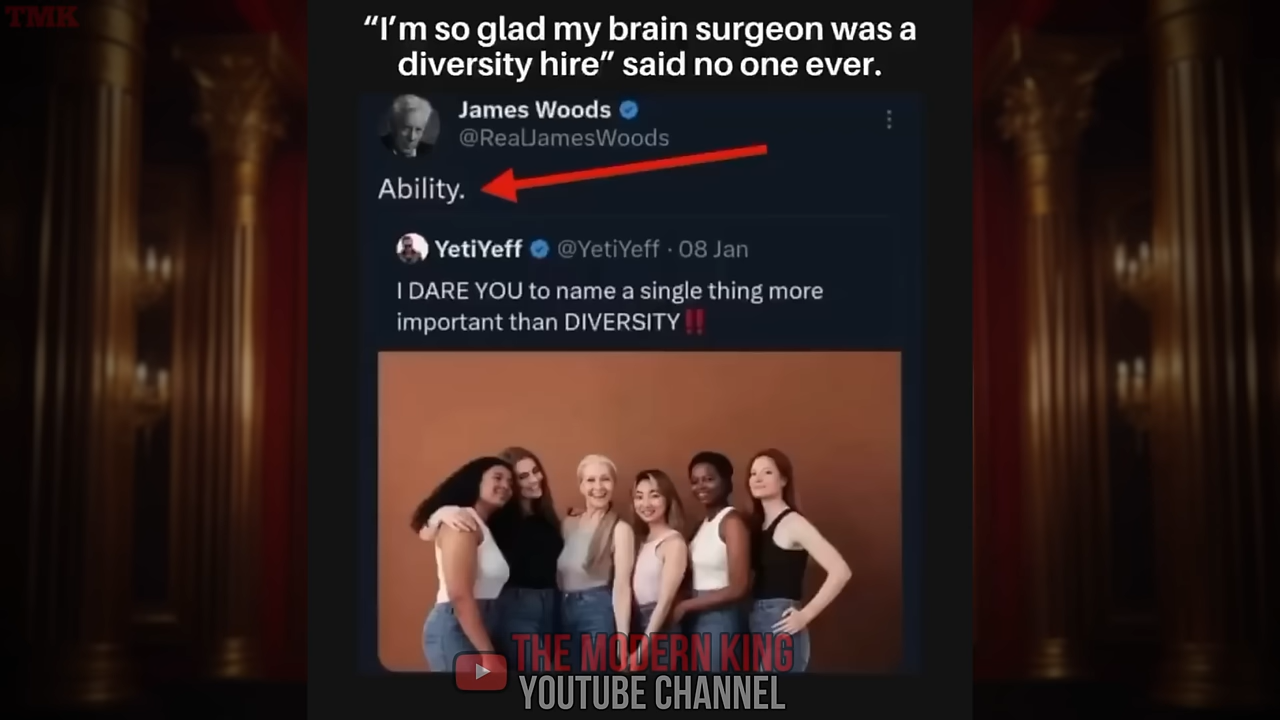 TMK
“I’m so glad my brain surgeon was a
diversity hire” said no one ever.
James Woods
@RealJamesWoods
Ability.
YetiYeff @YetiYeff · 08 Jan
I DARE YOU to name a single thing more
important than DIVERSITY‼️
THE MODERN KING
YOUTUBE CHANNEL